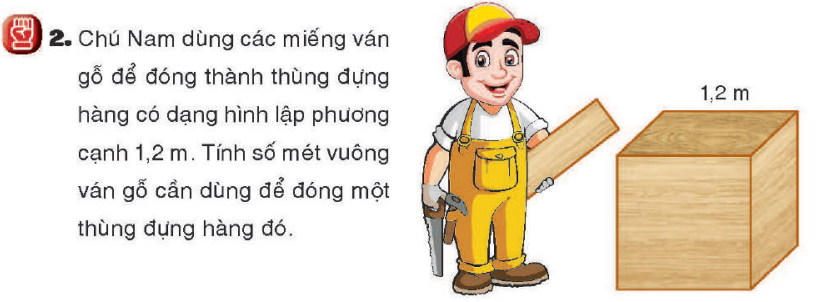 2. Chú Nam dùng các miếng ván
gỗ để đóng thành thùng đựng
hàng có dạng hình lập phương
cạnh 1,2 m. Tính số mét vuông
ván gỗ cần dùng để đóng một
thùng đựng hàng đó.
1,2 m